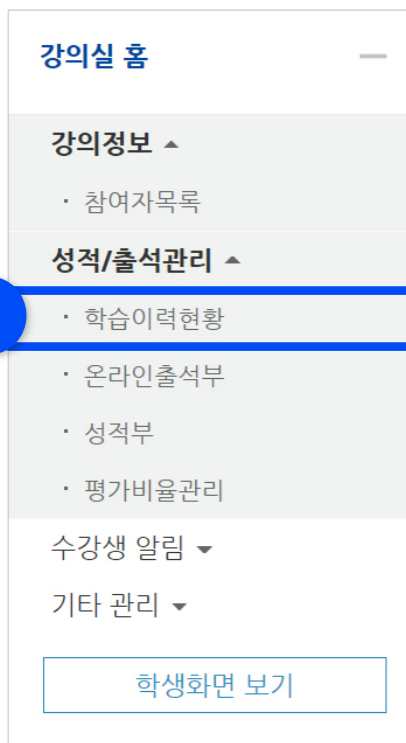 강의실 홈
강의정보
· 참여자목록
성적/출석관리
· 학습이력현황
· 온라인출석부
· 성적부
· 평가비율관리
수강생 알림
기타 관리
학생화면 보기